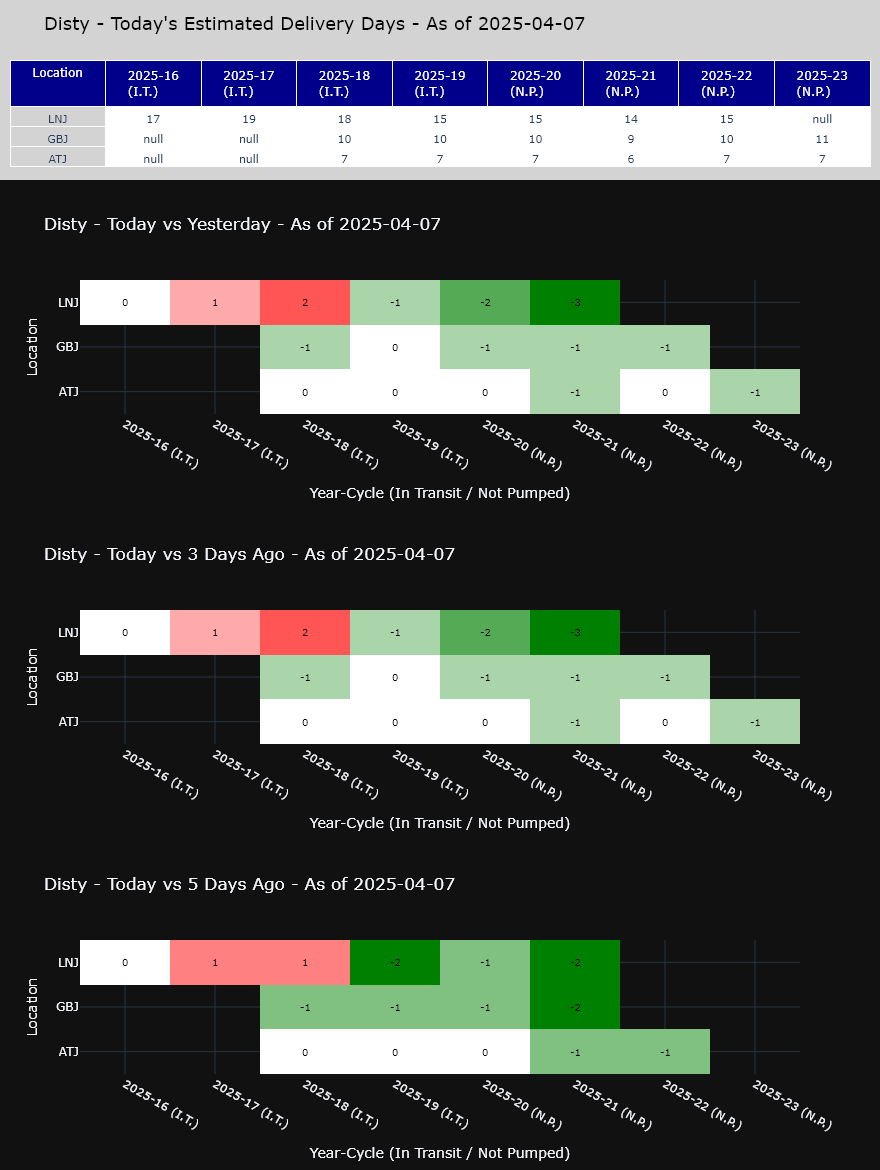 Disty - Today's Estimated Delivery Days - As of 2025-04-07
Location 2025-16 2025-17 2025-18 2025-19 2025-20 2025-21 2025-22 2025-23
(I.T.) (I.T.) (I.T.) (I.T.) (N.P.) (N.P.) (N.P.) (N.P.)
LNJ 17 19 18 15 15 14 15 null
GBJ null null 10 10 10 9 10 11
ATJ null null 7 7 7 6 7 7
Disty - Today vs Yesterday - As of 2025-04-07
LNJ 0 1 2 -1 -2 -3
GBJ -1 0 -1 -1 -1
ATJ 0 0 0 -1 0 -1
Location
2025-16 (I.T.) 2025-17 (I.T.) 2025-18 (I.T.) 2025-19 (I.T.) 2025-20 (N.P.) 2025-21 (N.P.) 2025-22 (N.P.) 2025-23 (N.P.)
Year-Cycle (In Transit / Not Pumped)
Disty - Today vs 3 Days Ago - As of 2025-04-07
LNJ 0 1 2 -1 -2 -3
GBJ -1 0 -1 -1 -1
ATJ 0 0 0 -1 0 -1
Location
2025-16 (I.T.) 2025-17 (I.T.) 2025-18 (I.T.) 2025-19 (I.T.) 2025-20 (N.P.) 2025-21 (N.P.) 2025-22 (N.P.) 2025-23 (N.P.)
Year-Cycle (In Transit / Not Pumped)
Disty - Today vs 5 Days Ago - As of 2025-04-07
LNJ 0 1 1 -2 -1 -2
GBJ -1 -1 -1 -2
ATJ 0 0 0 -1 -1
Location
2025-16 (I.T.) 2025-17 (I.T.) 2025-18 (I.T.) 2025-19 (I.T.) 2025-20 (N.P.) 2025-21 (N.P.) 2025-22 (N.P.) 2025-23 (N.P.)
Year-Cycle (In Transit / Not Pumped)